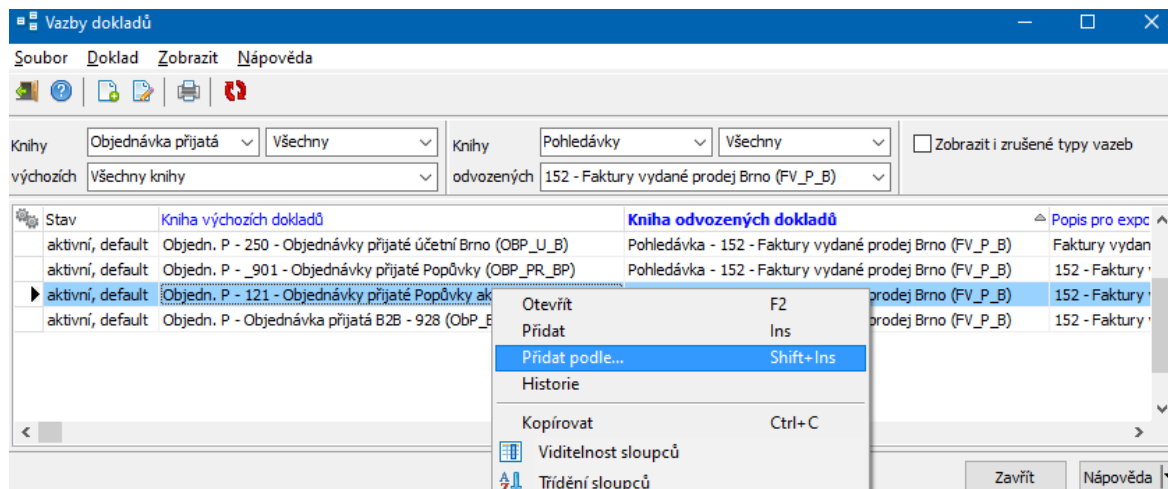 Vazby dokladů
Soubor Doklad Zobrazit Nápověda
Knihy Objednávka přijatá Všechny Knihy Pohledávky Všechny Zobrazit i zrušené typy vazeb
výchozích Všechny knihy odvozených 152 - Faktury vydané prodej Brno (FV_P_B)
Stav Kniha výchozích dokladů Kniha odvozených dokladů Popis pro expo
aktivní, default Objedn. P - 250 - Objednávky přijaté účetní Brno (OBP_U_B) Pohledávka - 152 - Faktury vydané prodej Brno (FV_P_B) Faktury vydan
aktivní, default Objedn. P - _901 - Objednávky přijaté Popůvky (OBP_PR_BP) Pohledávka - 152 - Faktury vydané prodej Brno (FV_P_B) 152 - Faktury
aktivní, default Objedn. P - 121 - Objednávky přijaté Popůvky ak prodej Brno (FV_P_B) 152 - Faktury
aktivní, default Objedn. P - Objednávka přijatá B2B - 928 (ObP_ prodej Brno (FV_P_B) 152 - Faktury
Otevřít F2
Přidat Ins
Přidat podle... Shift+Ins
Historie
Kopírovat Ctrl+C
Viditelnost sloupců
Třídění sloupců
Zavřít Nápověda